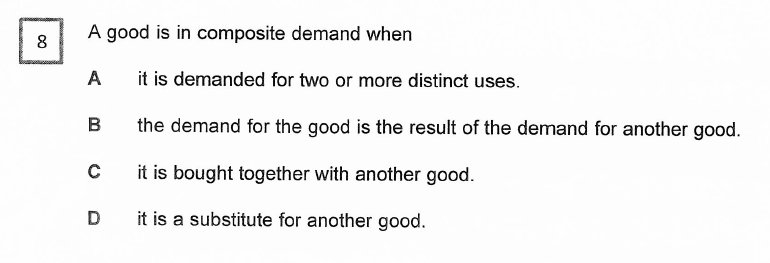 8 A good is in composite demand when
A it is demanded for two or more distinct uses.
B the demand for the good is the result of the demand for another good.
C it is bought together with another good.
D it is a substitute for another good.